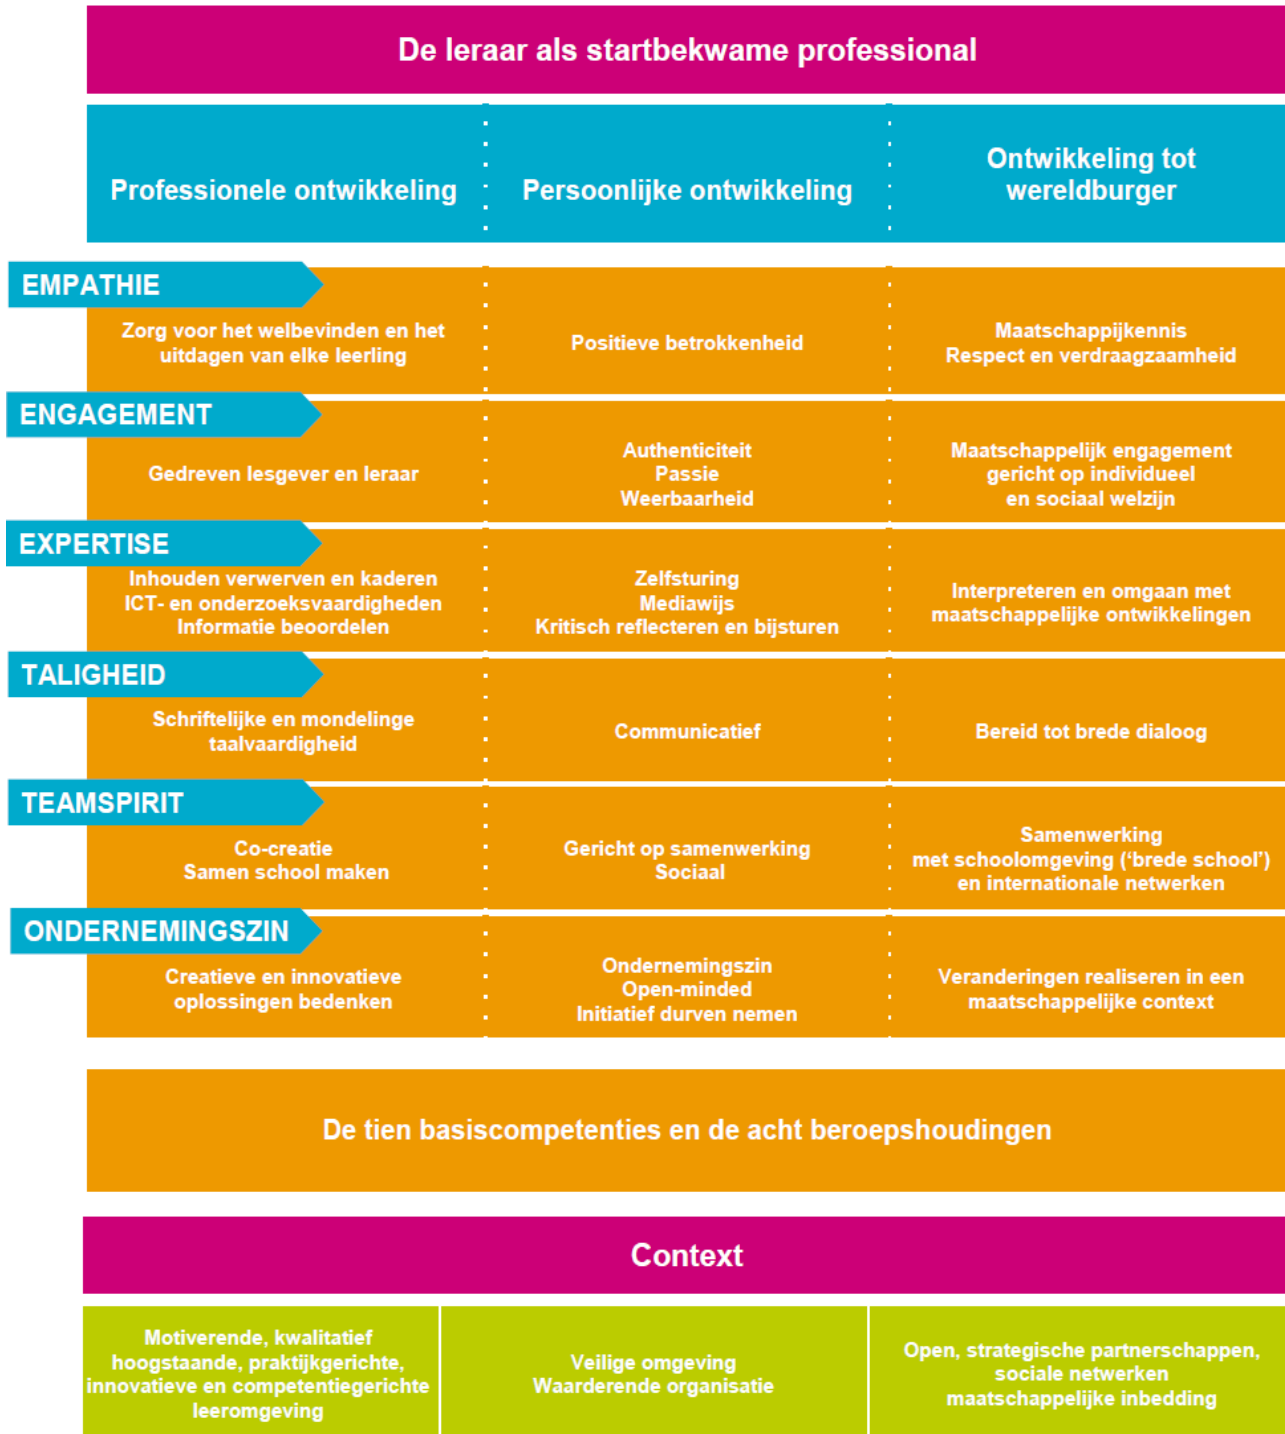 De leraar als startbekwame professional
Professionele ontwikkeling
Persoonlijke ontwikkeling
Ontwikkeling tot
wereldburger
EMPATHIE
Zorg voor het welbevinden en het
uitdagen van elke leerling
Positieve betrokkenheid
Maatschappijkennis
Respect en verdraagzaamheid
ENGAGEMENT
Gedreven lesgever en leraar
Authenticiteit
Passie
Weerbaarheid
Maatschappelijk engagement
gericht op individueel
en sociaal welzijn
EXPERTISE
Inhouden verwerven en kaderen
ICT- en onderzoeksvaardigheden
Informatie beoordelen
Zelfsturing
Mediawijs
Kritisch reflecteren en bijsturen
Interpreteren en omgaan met
maatschappelijke ontwikkelingen
TALIGHEID
Schriftelijke en mondelinge
taalvaardigheid
Communicatief
Bereid tot brede dialoog
TEAMSPIRIT
Co-creatie
Samen school maken
Gericht op samenwerking
Sociaal
Samenwerking
met schoolomgeving (‘brede school’)
en internationale netwerken
ONDERNEMINGSZIN
Creatieve en innovatieve
oplossingen bedenken
Ondernemingszin
Open-minded
Initiatief durven nemen
Veranderingen realiseren in een
maatschappelijke context
De tien basiscompetenties en de acht beroepshoudingen
Context
Motiverende, kwalitatief
hoogstaande, praktijkgerichte,
innovatieve en competentiegerichte
leeromgeving
Veilige omgeving
Waarderende organisatie
Open, strategische partnerschappen,
sociale netwerken
maatschappelijke inbedding